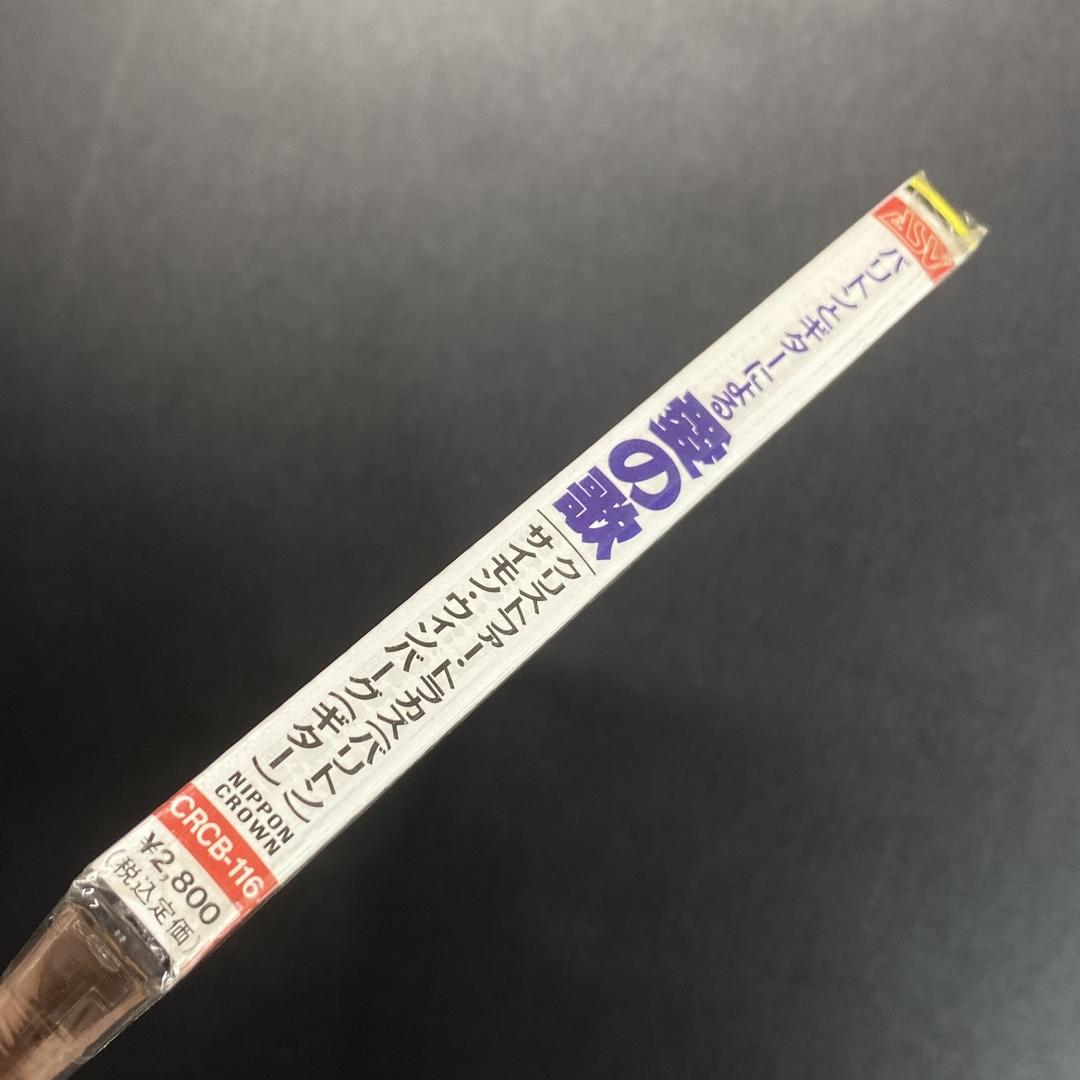 ASV
バリトンとギターによる
愛の歌
クリストファー・トラカス(バリトン)
サイモン・ウィンバーグ(ギター)
NIPPON
CROWN
CRCB-116
¥2,800
(税込定価)